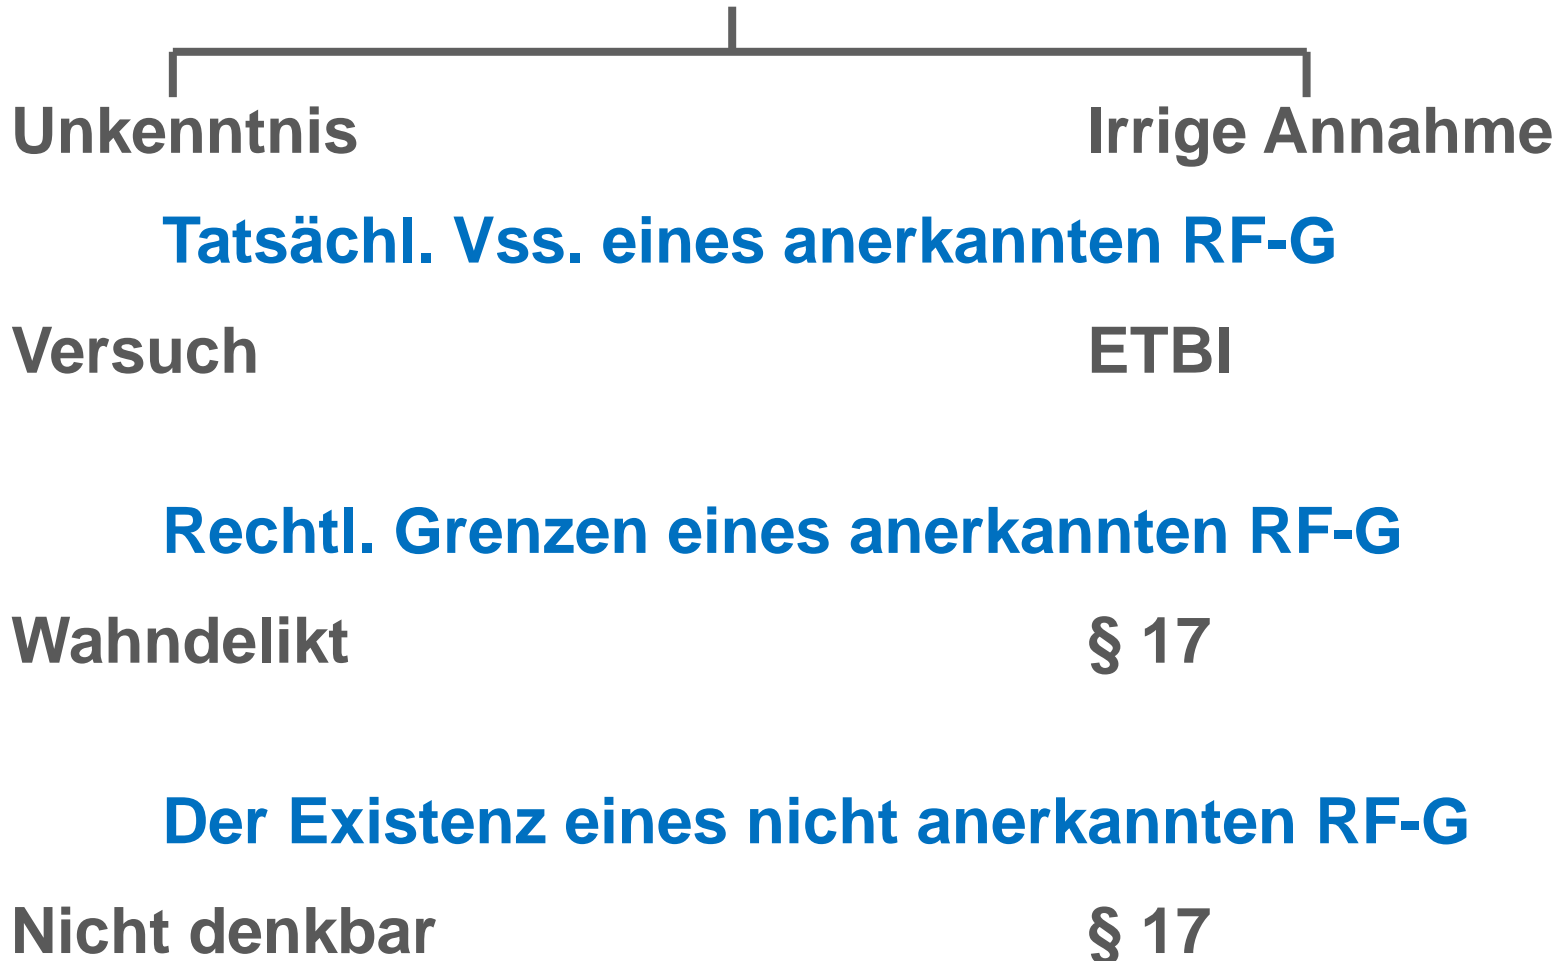 Unkenntnis Irrige Annahme
Tatsächl. Vss. eines anerkannten RF-G
Versuch ETBI
Rechtl. Grenzen eines anerkannten RF-G
Wahndelikt § 17
Der Existenz eines nicht anerkannten RF-G
Nicht denkbar § 17